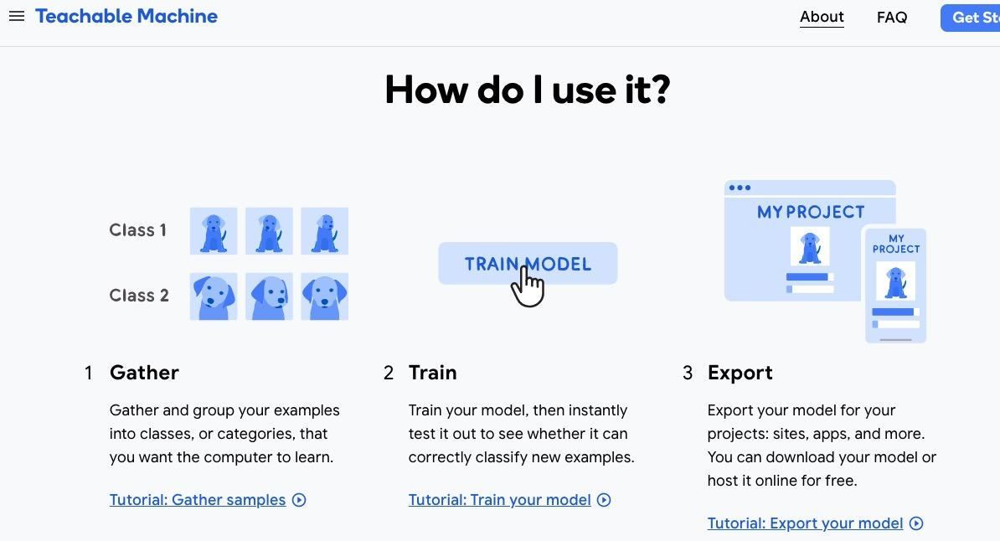 Teachable Machine
About
FAQ
Get St
How do I use it?
Class 1
Class 2
TRAIN MODEL
MY PROJECT
MY
PROJECT
1 Gather
Gather and group your examples
into classes, or categories, that
you want the computer to learn.
Tutorial: Gather samples
2 Train
Train your model, then instantly
test it out to see whether it can
correctly classify new examples.
Tutorial: Train your model
3 Export
Export your model for your
projects: sites, apps, and more.
You can download your model or
host it online for free.
Tutorial: Export your model